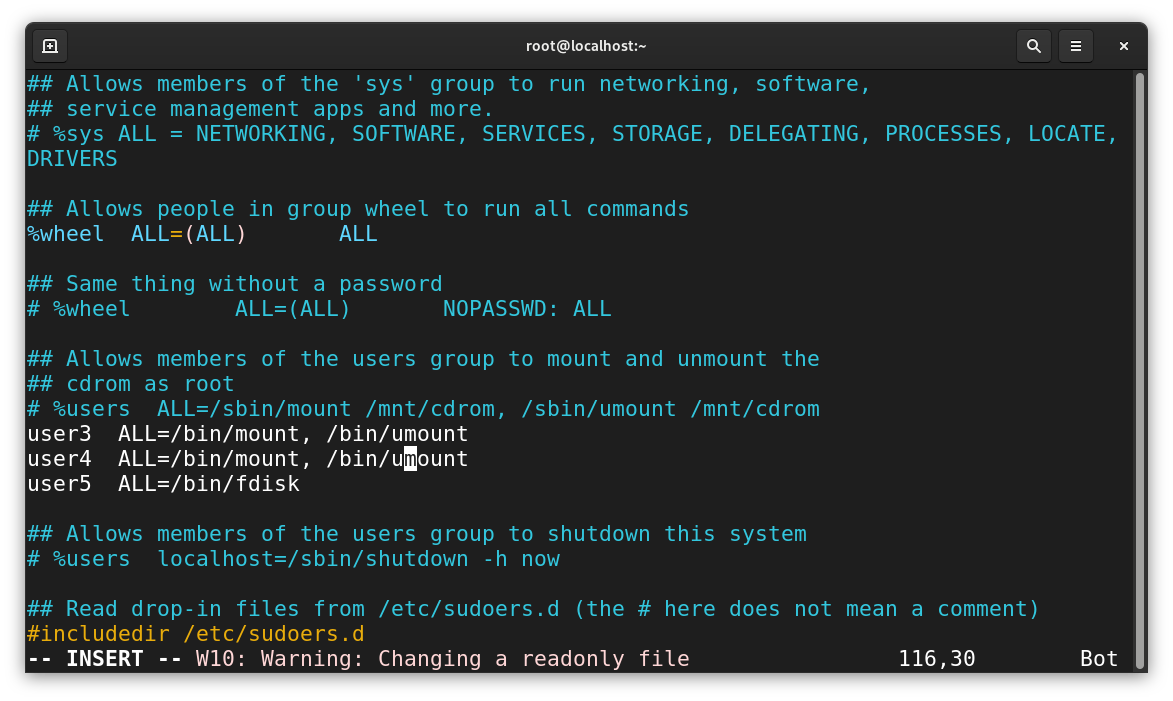 root@localhost:~
## Allows members of the 'sys' group to run networking, software,
## service management apps and more.
# %sys ALL = NETWORKING, SOFTWARE, SERVICES, STORAGE, DELEGATING, PROCESSES, LOCATE,
DRIVERS
## Allows people in group wheel to run all commands
%wheel  ALL=(ALL)       ALL
## Same thing without a password
# %wheel        ALL=(ALL)       NOPASSWD: ALL
## Allows members of the users group to mount and unmount the
## cdrom as root
# %users  ALL=/sbin/mount /mnt/cdrom, /sbin/umount /mnt/cdrom
user3  ALL=/bin/mount, /bin/umount
user4  ALL=/bin/mount, /bin/umount
user5  ALL=/bin/fdisk
## Allows members of the users group to shutdown this system
# %users  localhost=/sbin/shutdown -h now
## Read drop-in files from /etc/sudoers.d (the # here does not mean a comment)
#includedir /etc/sudoers.d
-- INSERT -- W10: Warning: Changing a readonly file                116,30        Bot